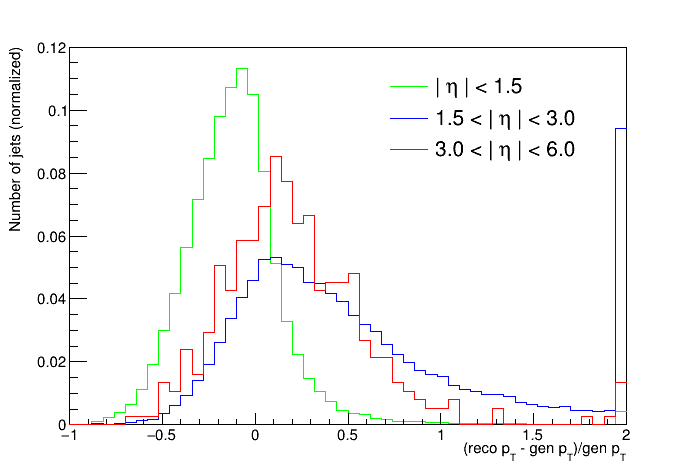 Number of jets (normalized)
0.12
0.1
0.08
0.06
0.04
0.02
0
| η | < 1.5
1.5 < | η | < 3.0
3.0 < | η | < 6.0
−1 −0.5 0 0.5 1 1.5 2
(reco p_T - gen p_T)/gen p_T